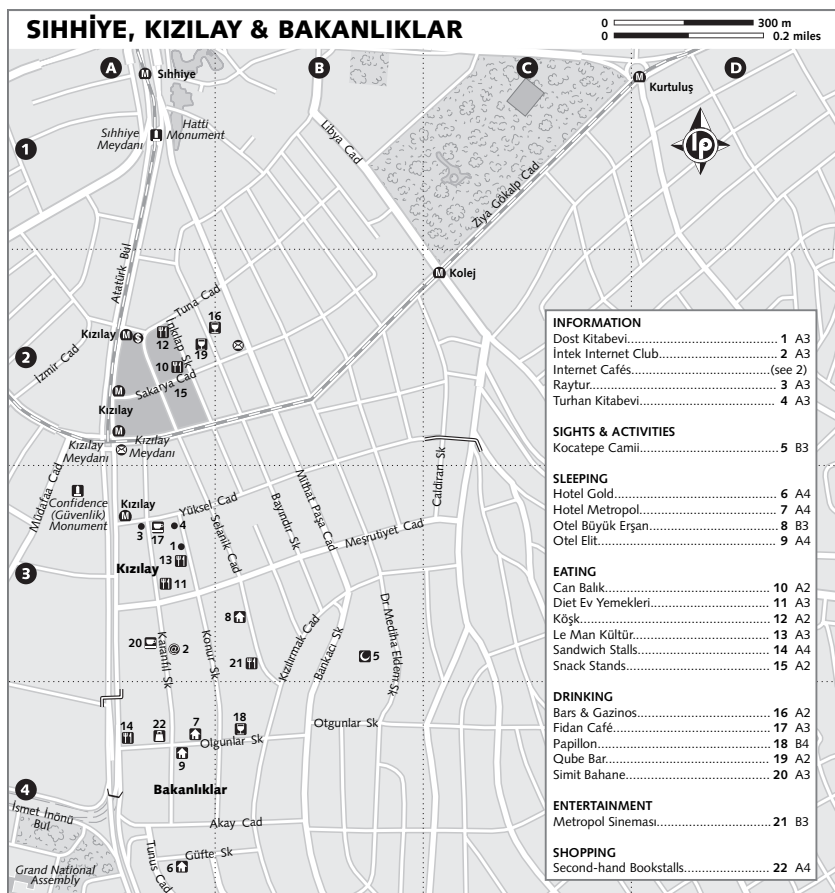 SIHHİYE, KIZILAY & BAKANLIKLAR
0 300 m
0 0.2 miles
A
B
C
D
Sıhhiye
Kurtuluş
Hatti
Monument
Sıhhiye
Meydanı
1
Libya Cad
lp
Ziya Gökalp Cad
Atatürk Bul
Kolej
Tuna Cad
16
Kızılay
İnkılap Sk
12
19
2
İzmir Cad
10
Sakarya Cad
15
Kızılay
Kızılay
Meydanı
Kızılay
Meydanı
Müdafaa Cad
Confidence
(Güvenlik)
Monument
Kızılay
Yüksel Cad
Selanik Cad
Bayındır Sk
Mithat Paşa Cad
Caldiran Sk
Meşrutiyet Cad
3
17
4
1
13
Kızılay
11
3
8
20
2
Karanfil Sk
Konur Sk
21
Kızılırmak Cad
Bankacı Sk
5
Dr Mediha Eldem Sk
14
22
7
18
Otgunlar Sk
Olgunlar Sk
9
4
Bakanlıklar
İsmet İnönü
Bul
Akay Cad
Tunus Cad
Güfte Sk
6
Grand National
Assembly
INFORMATION
Dost Kitabevi 1 A3
İntek Internet Club 2 A3
Internet Cafés (see 2)
Raytur 3 A3
Turhan Kitabevi 4 A3
SIGHTS & ACTIVITIES
Kocatepe Camii 5 B3
SLEEPING
Hotel Gold 6 A4
Hotel Metropol 7 A4
Otel Büyük Erşan 8 B3
Otel Elit 9 A4
EATING
Can Balık 10 A2
Diet Ev Yemekleri 11 A3
Köşk 12 A2
Le Man Kültür 13 A3
Sandwich Stalls 14 A4
Snack Stands 15 A2
DRINKING
Bars & Gazinos 16 A2
Fidan Café 17 A3
Papillon 18 B4
Qube Bar 19 A2
Simit Bahane 20 A3
ENTERTAINMENT
Metropol Sineması 21 B3
SHOPPING
Second-hand Bookstalls 22 A4